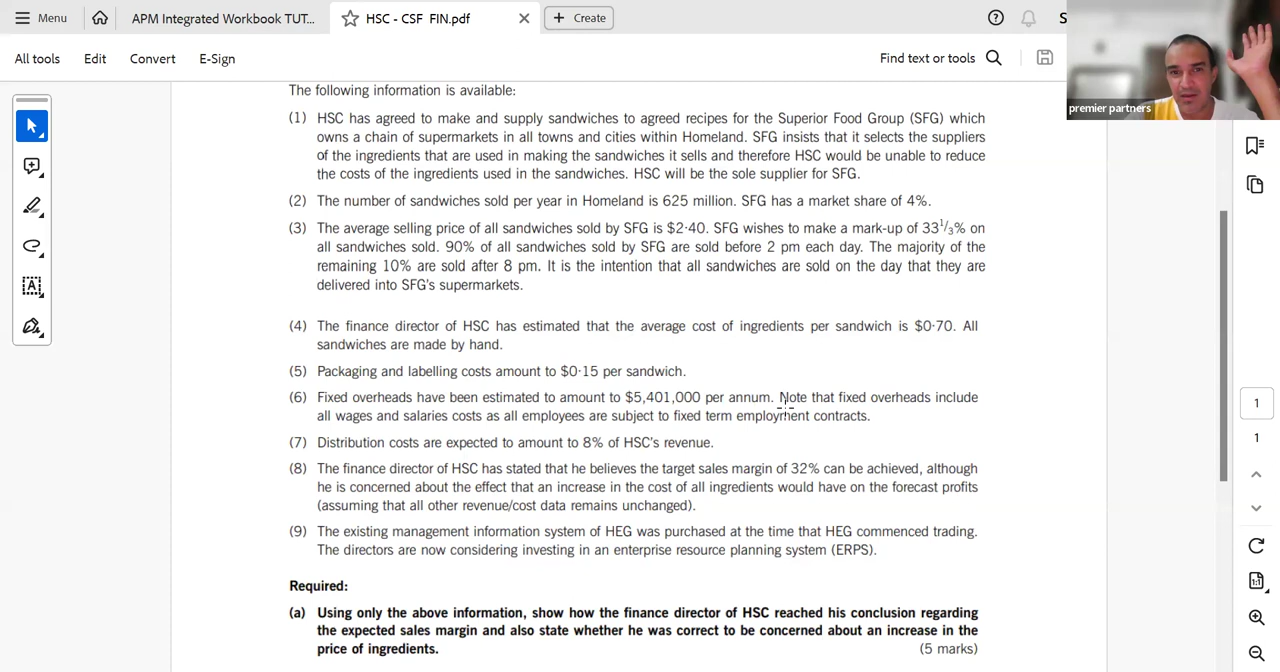 Menu
APM Integrated Workbook TUT...
HSC - CSF FIN.pdf
Create
S
All tools
Edit
Convert
E-Sign
Find text or tools
premier partners
The following information is available:
(1) HSC has agreed to make and supply sandwiches to agreed recipes for the Superior Food Group (SFG) which
owns a chain of supermarkets in all towns and cities within Homeland. SFG insists that it selects the suppliers
of the ingredients that are used in making the sandwiches it sells and therefore HSC would be unable to reduce
the costs of the ingredients used in the sandwiches. HSC will be the sole supplier for SFG.
(2) The number of sandwiches sold per year in Homeland is 625 million. SFG has a market share of 4%.
(3) The average selling price of all sandwiches sold by SFG is $2·40. SFG wishes to make a mark-up of 33 1/3% on
all sandwiches sold. 90% of all sandwiches sold by SFG are sold before 2 pm each day. The majority of the
remaining 10% are sold after 8 pm. It is the intention that all sandwiches are sold on the day that they are
delivered into SFG's supermarkets.
(4) The finance director of HSC has estimated that the average cost of ingredients per sandwich is $0·70. All
sandwiches are made by hand.
(5) Packaging and labelling costs amount to $0·15 per sandwich.
(6) Fixed overheads have been estimated to amount to $5,401,000 per annum. Note that fixed overheads include
all wages and salaries costs as all employees are subject to fixed term employment contracts.
(7) Distribution costs are expected to amount to 8% of HSC's revenue.
(8) The finance director of HSC has stated that he believes the target sales margin of 32% can be achieved, although
he is concerned about the effect that an increase in the cost of all ingredients would have on the forecast profits
(assuming that all other revenue/cost data remains unchanged).
(9) The existing management information system of HEG was purchased at the time that HEG commenced trading.
The directors are now considering investing in an enterprise resource planning system (ERPS).
Required:
(a) Using only the above information, show how the finance director of HSC reached his conclusion regarding
the expected sales margin and also state whether he was correct to be concerned about an increase in the
price of ingredients. (5 marks)
1
1